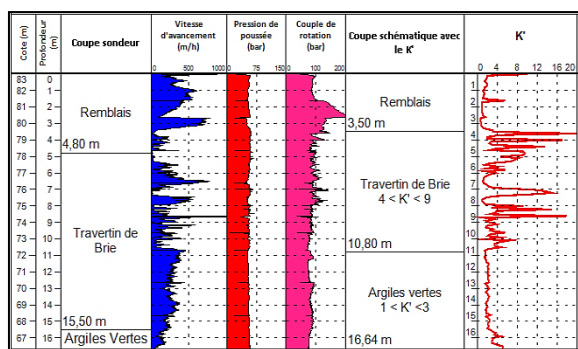 Cote (m)
Profondeur (m)
Coupe sondeur
Vitesse
d'avancement
(m/h)
Pression de
poussée
(bar)
Couple de
rotation
(bar)
Coupe schématique avec
le K'
K'
0 500 1000
0 75 150
0 100 200
0 5 10 15 20
83 0
82 1
81 2
80 3
79 4
78 5
77 6
76 7
75 8
74 9
73 10
72 11
71 12
70 13
69 14
68 15
67 16
Remblais
4,80 m
Travertin de
Brie
15,50 m
Argiles Vertes
Remblais
3,50 m
Travertin de Brie
4 < K' < 9
10,80 m
Argiles vertes
1 < K' <3
16,64 m
1
2
3
4
5
6
7
8
9
10
11
12
13
14
15
16